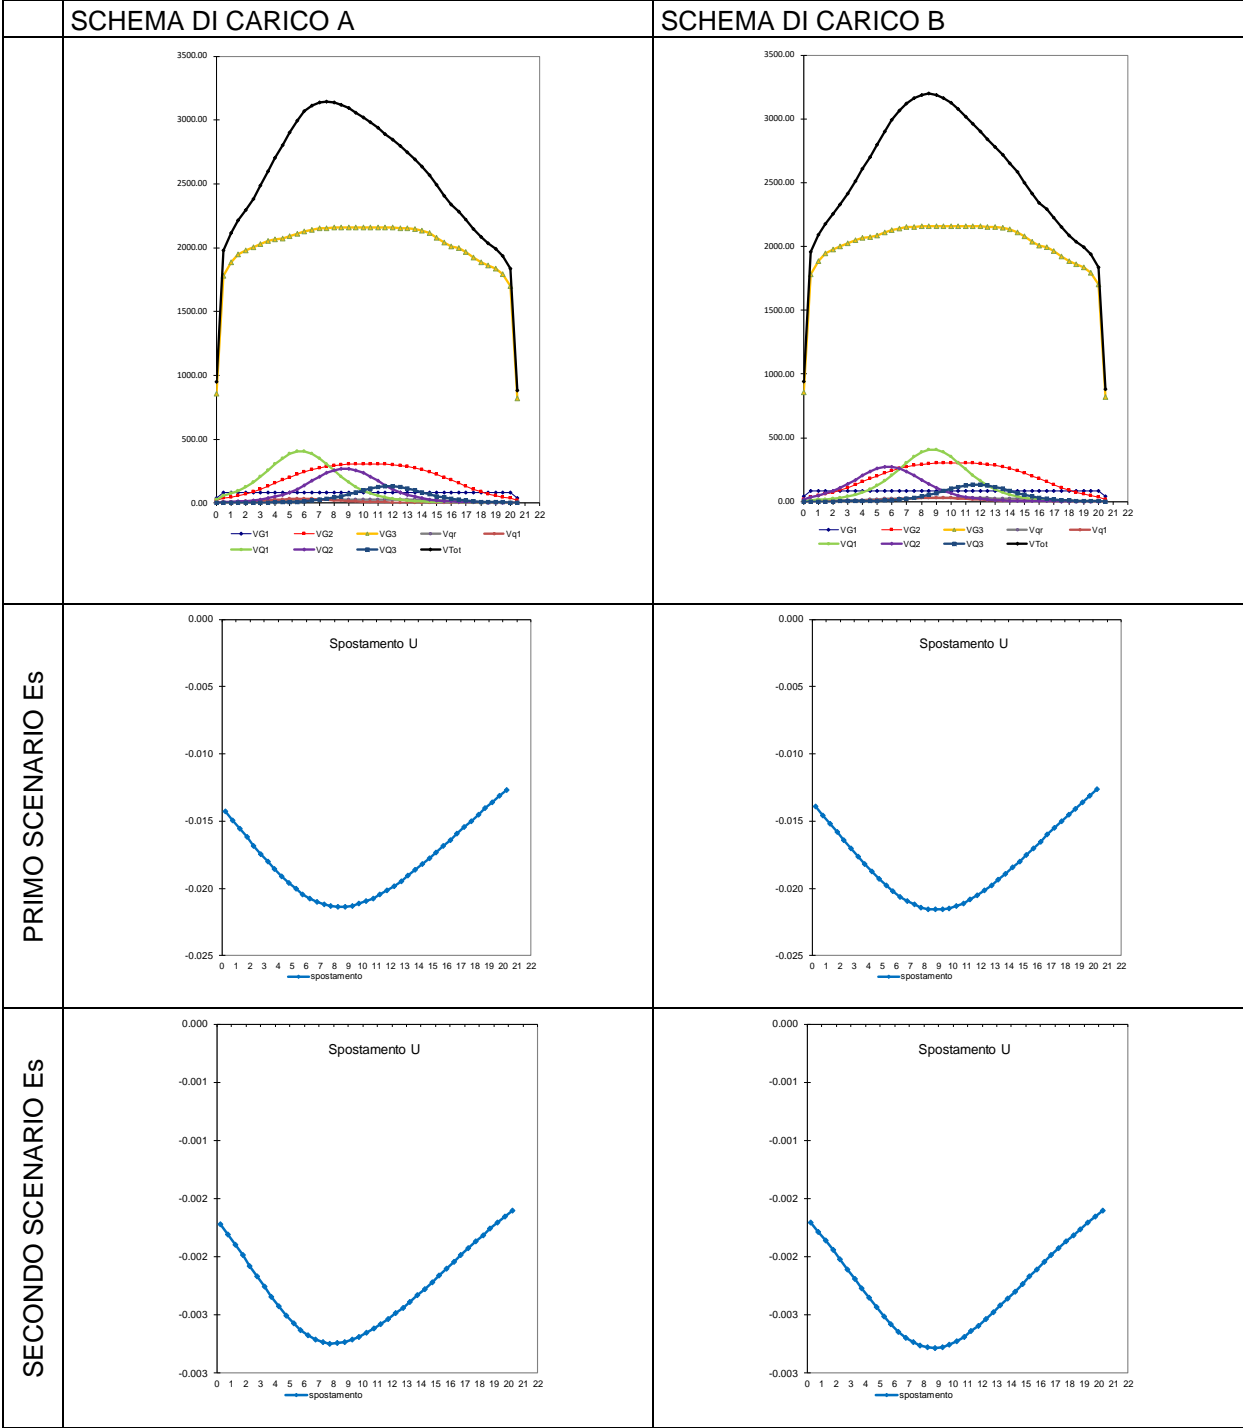 SCHEMA DI CARICO A
SCHEMA DI CARICO B
3500.00
3000.00
2500.00
2000.00
1500.00
1000.00
500.00
0.00
0 1 2 3 4 5 6 7 8 9 10 11 12 13 14 15 16 17 18 19 20 21 22
VG1 VG2 VG3 Vqr Vq1
VQ1 VQ2 VQ3 VTot
3500.00
3000.00
2500.00
2000.00
1500.00
1000.00
500.00
0.00
0 1 2 3 4 5 6 7 8 9 10 11 12 13 14 15 16 17 18 19 20 21 22
VG1 VG2 VG3 Vqr Vq1
VQ1 VQ2 VQ3 VTot
PRIMO SCENARIO Es
Spostamento U
0.000
-0.005
-0.010
-0.015
-0.020
-0.025
0 1 2 3 4 5 6 7 8 9 10 11 12 13 14 15 16 17 18 19 20 21 22
spostamento
Spostamento U
0.000
-0.005
-0.010
-0.015
-0.020
-0.025
0 1 2 3 4 5 6 7 8 9 10 11 12 13 14 15 16 17 18 19 20 21 22
spostamento
SECONDO SCENARIO Es
Spostamento U
0.000
-0.001
-0.001
-0.002
-0.002
-0.003
-0.003
0 1 2 3 4 5 6 7 8 9 10 11 12 13 14 15 16 17 18 19 20 21 22
spostamento
Spostamento U
0.000
-0.001
-0.001
-0.002
-0.002
-0.003
-0.003
0 1 2 3 4 5 6 7 8 9 10 11 12 13 14 15 16 17 18 19 20 21 22
spostamento